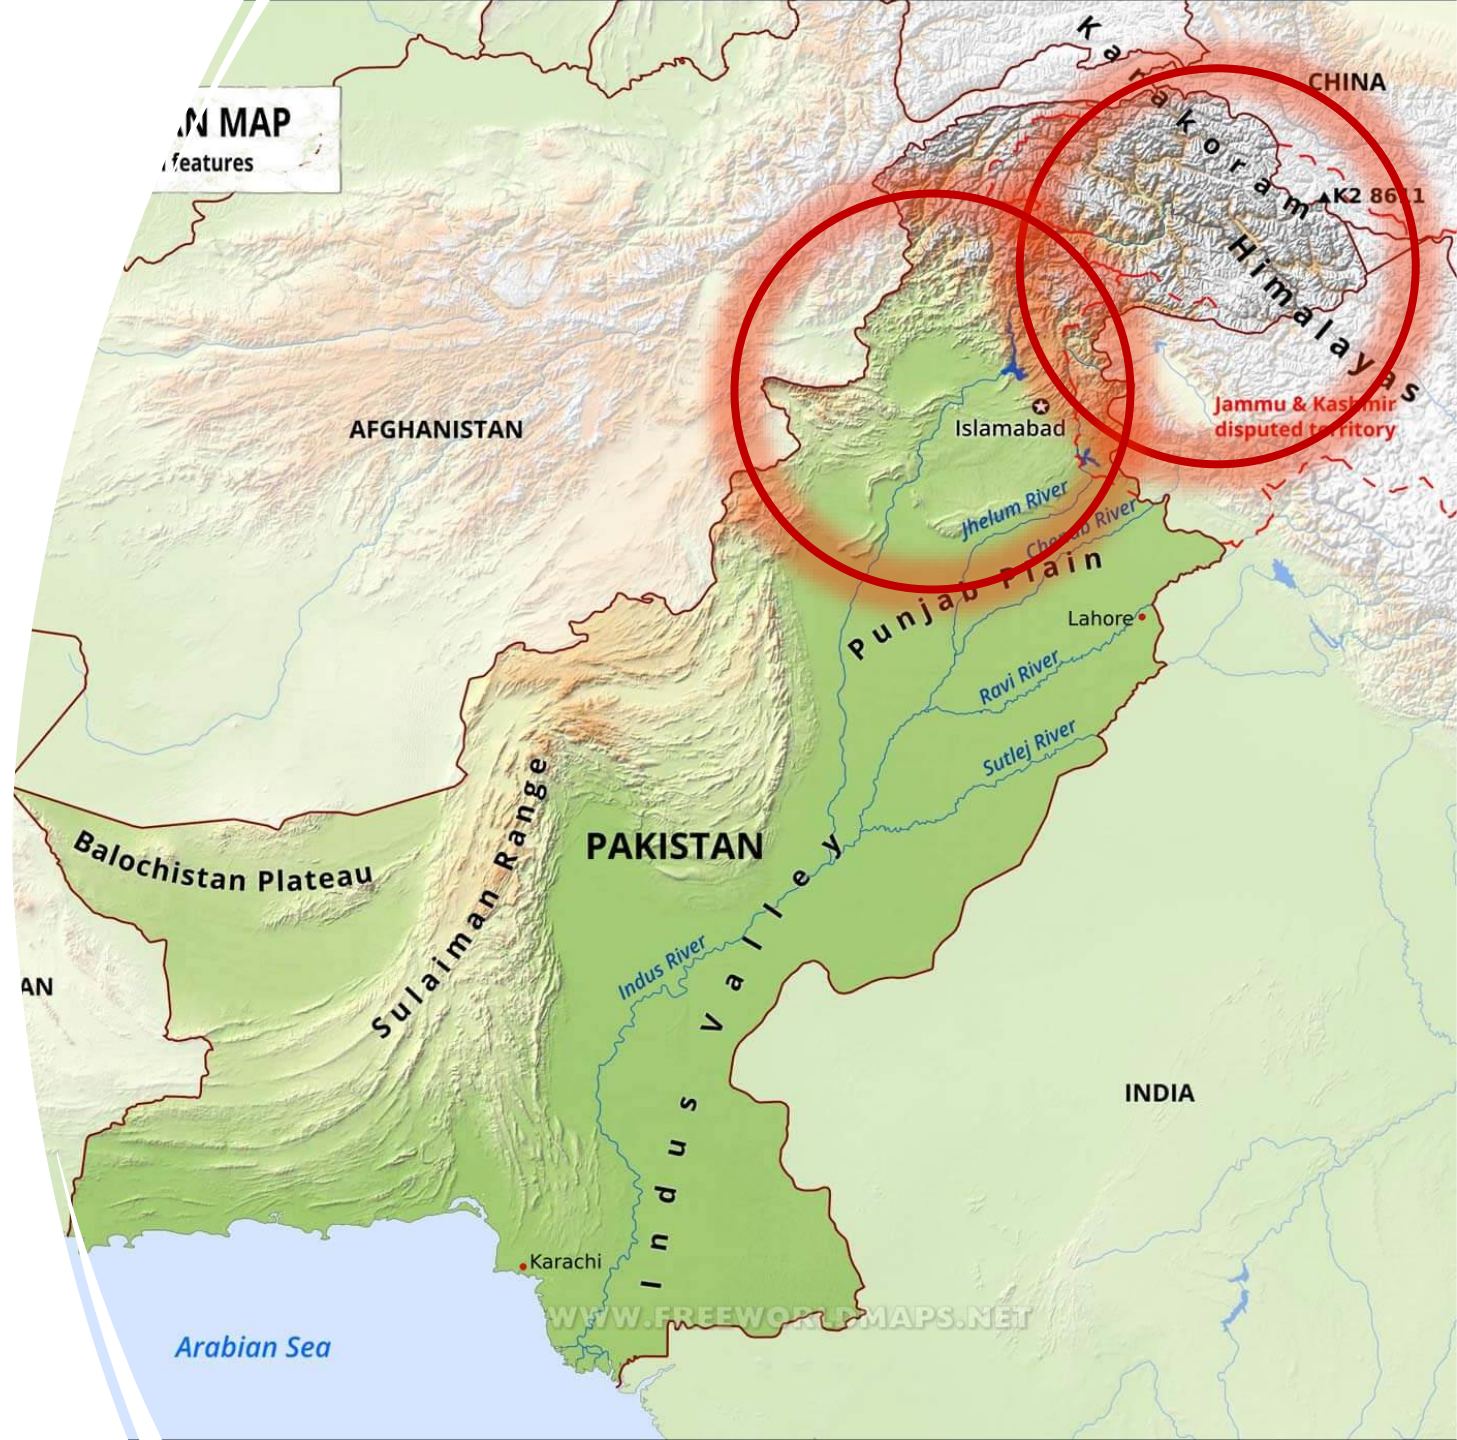 Karakoram
CHINA
N MAP
features
K2 8611
Himalayas
Jammu & Kashmir
disputed territory
AFGHANISTAN
Islamabad
Jhelum River
Chenab River
Punjab Plain
Lahore
Ravi River
Sutlej River
Sulaiman Range
PAKISTAN
Balochistan Plateau
Indus River
Indus Valley
AN
INDIA
Karachi
WWW.FREEWORLDMAPS.NET
Arabian Sea